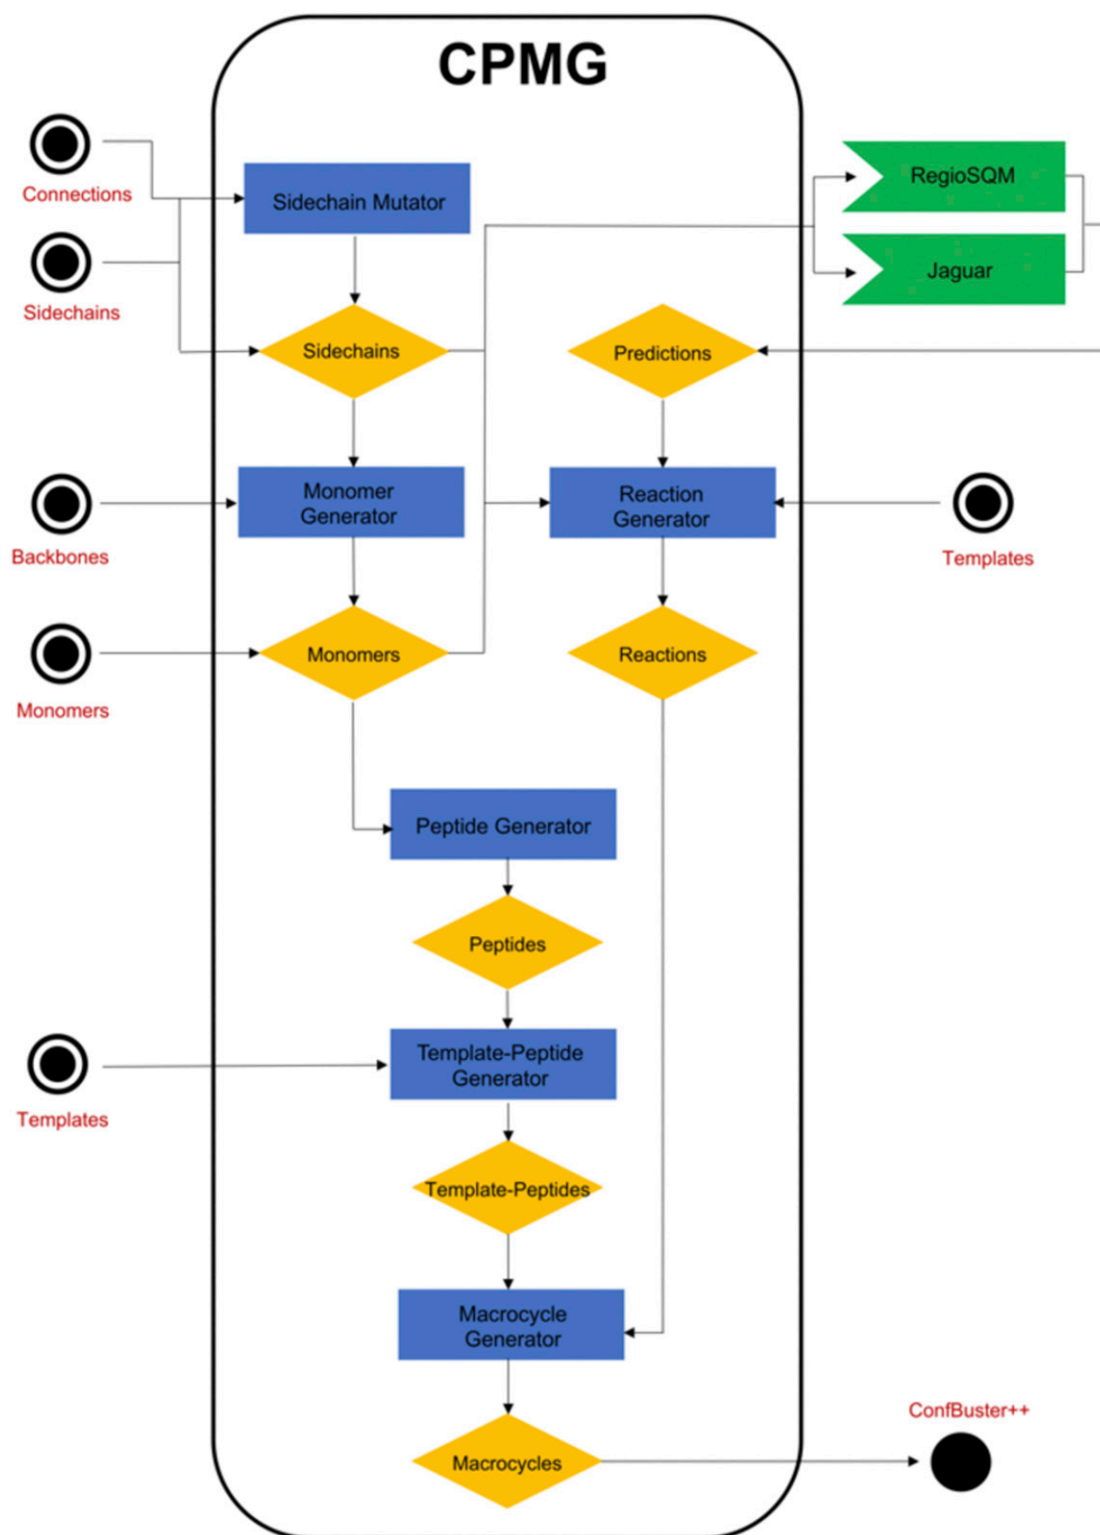 CPMG
Connections
Sidechain Mutator
RegioSQM
Jaguar
Sidechains
Sidechains
Predictions
Monomer
Generator
Reaction
Generator
Backbones
Templates
Monomers
Reactions
Monomers
Peptide Generator
Peptides
Template-Peptide
Generator
Templates
Template-Peptides
Macrocycle
Generator
ConfBuster++
Macrocycles